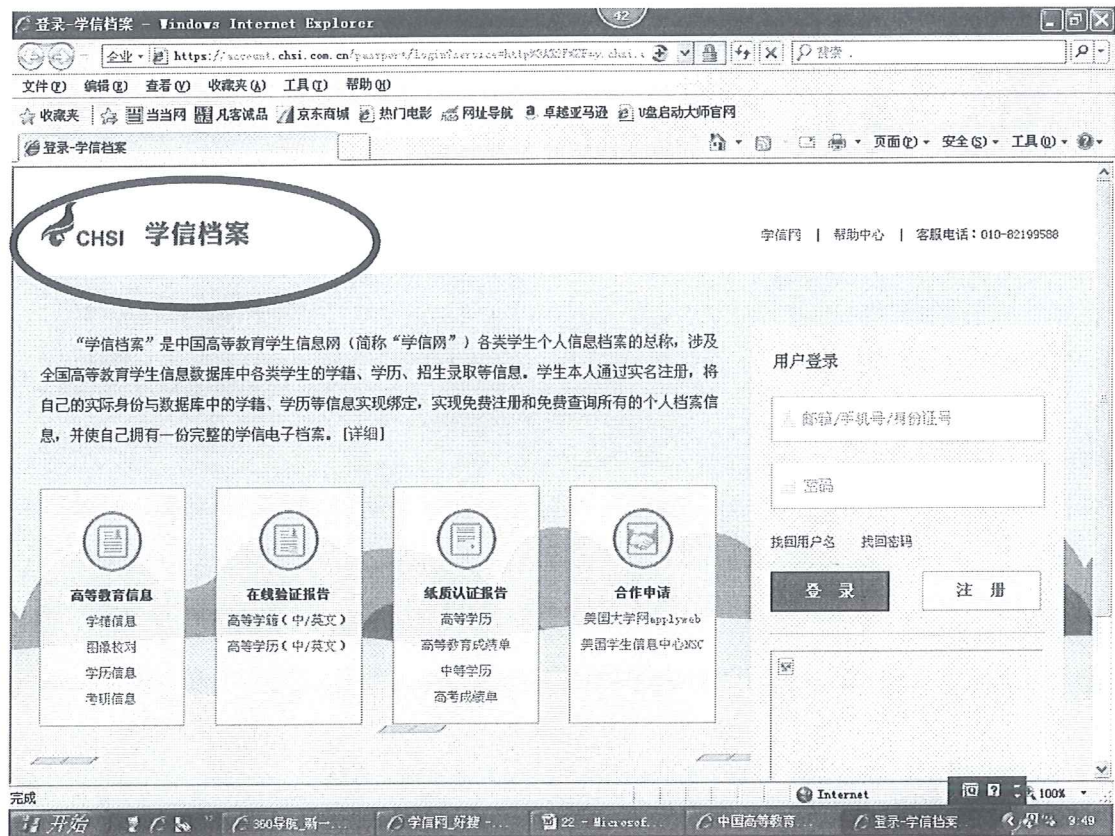 登录-学信档案 - Windows Internet Explorer
42
企业
文件(F) 编辑(E) 查看(V) 收藏夹(A) 工具(T) 帮助(H)
收藏夹 当当网 凡客诚品 京东商城 热门电影 网址导航 卓越亚马逊 U盘启动大师官网
登录-学信档案
页面(P) 安全(S) 工具(O)
CHSI 学信档案
学信网 | 帮助中心 | 客服电话：010-82199588
“学信档案”是中国高等教育学生信息网（简称“学信网”）各类学生个人信息档案的总称，涉及
全国高等教育学生信息数据库中各类学生的学籍、学历、招生录取等信息。学生本人通过实名注册，将
自己的实际身份与数据库中的学籍、学历等信息实现绑定，实现免费注册和免费查询所有的个人档案信
息，并使自己拥有一份完整的学信电子档案。[详细]
用户登录
邮箱/手机号/身份证号
密码
找回用户名 找回密码
登 录 注 册
高等教育信息
学籍信息
图像校对
学历信息
考研信息
在线验证报告
高等学籍（中/英文）
高等学历（中/英文）
纸质认证报告
高等学历
高等教育成绩单
中等学历
高考成绩单
合作申请
美国大学网applyweb
美国学生信息中心NSC
完成
Internet
100%
开始
360导航_新一...
学信网_好搜 -...
22 - Microsof...
中国高等教育...
登录-学信档案...
9:49